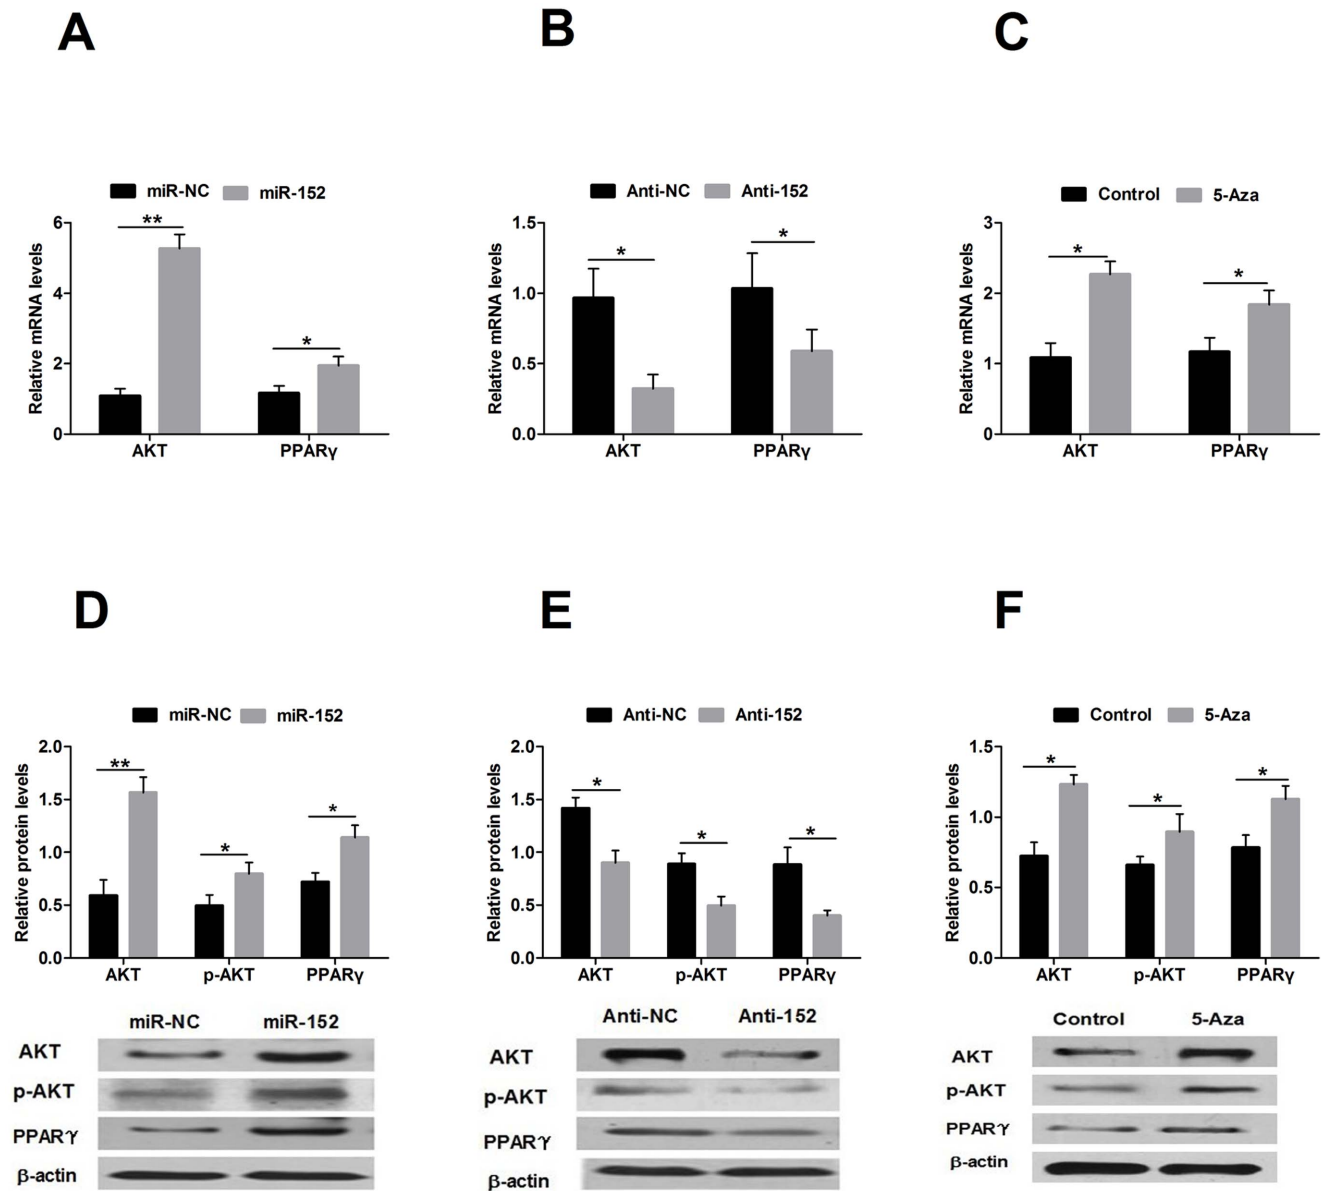 A
B
C
miR-NC miR-152
Anti-NC Anti-152
Control 5-Aza
Relative mRNA levels
6
4
2
0
**
*
AKT PPARγ
Relative mRNA levels
1.5
1.0
0.5
0.0
*
*
AKT PPARγ
Relative mRNA levels
3
2
1
0
*
*
AKT PPARγ
D
E
F
miR-NC miR-152
Anti-NC Anti-152
Control 5-Aza
Relative protein levels
2.0
1.5
1.0
0.5
0.0
**
*
*
AKT p-AKT PPARγ
Relative protein levels
2.0
1.5
1.0
0.5
0.0
*
*
*
AKT p-AKT PPARγ
Relative protein levels
1.5
1.0
0.5
0.0
*
*
*
AKT p-AKT PPARγ
miR-NC miR-152
AKT
p-AKT
PPARγ
β-actin
Anti-NC Anti-152
AKT
p-AKT
PPARγ
β-actin
Control 5-Aza
AKT
p-AKT
PPARγ
β-actin